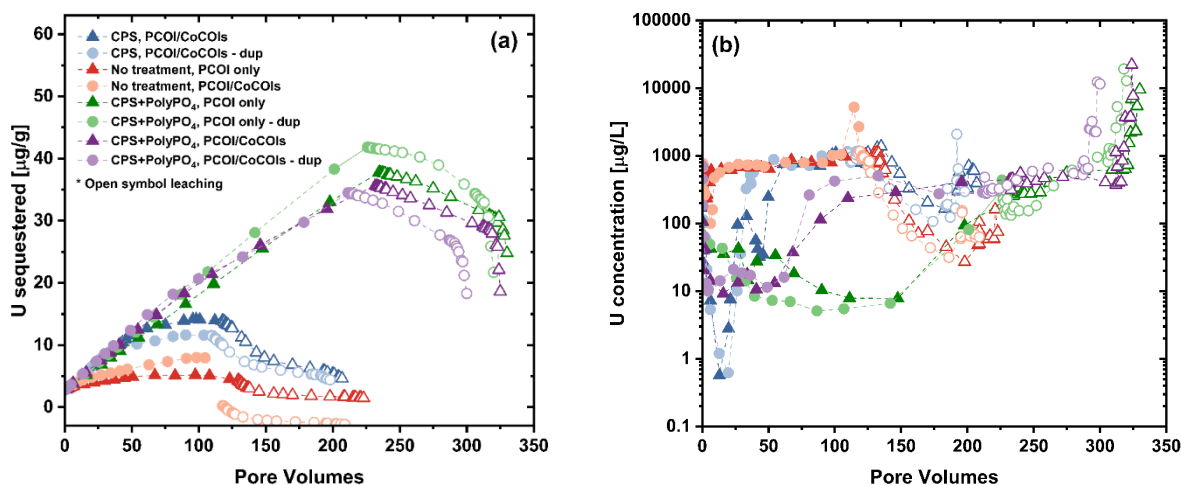 (a)
U sequestered [µg/g]
60
50
40
30
20
10
0
CPS, PCOI/CoCOIs
CPS, PCOI/CoCOIs - dup
No treatment, PCOI only
No treatment, PCOI/CoCOIs
CPS+PolyPO₄, PCOI only
CPS+PolyPO₄, PCOI only - dup
CPS+PolyPO₄, PCOI/CoCOIs
CPS+PolyPO₄, PCOI/CoCOIs - dup
* Open symbol leaching
0 50 100 150 200 250 300 350
Pore Volumes
(b)
U concentration [µg/L]
100000
10000
1000
100
10
1
0.1
0 50 100 150 200 250 300 350
Pore Volumes